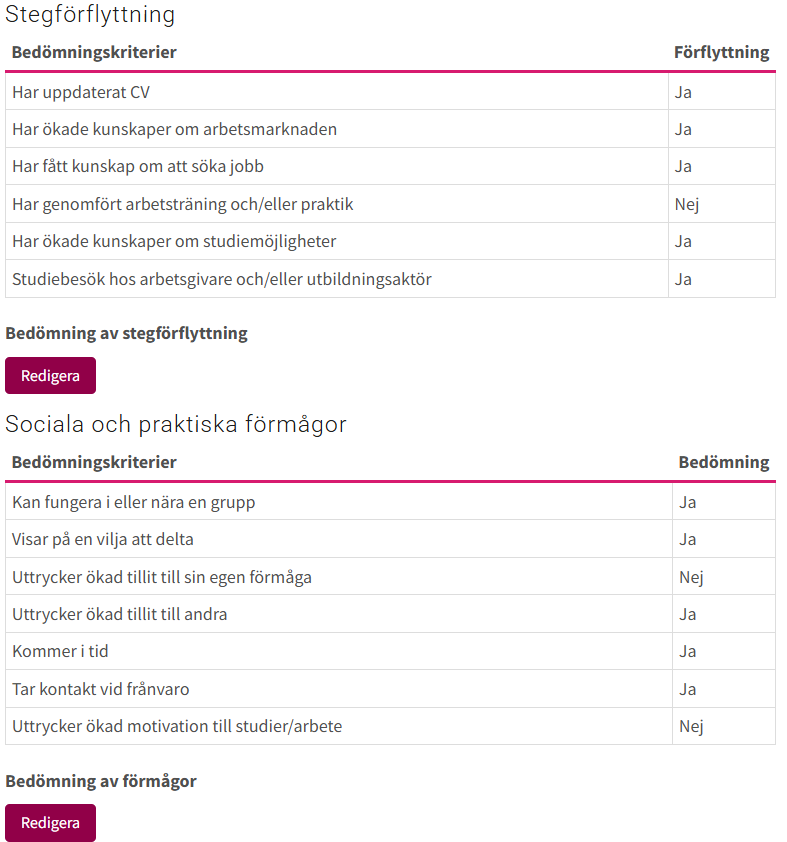 Stegförflyttning
Bedömningskriterier Förflyttning
Har uppdaterat CV Ja
Har ökade kunskaper om arbetsmarknaden Ja
Har fått kunskap om att söka jobb Ja
Har genomfört arbetsträning och/eller praktik Nej
Har ökade kunskaper om studiemöjligheter Ja
Studiebesök hos arbetsgivare och/eller utbildningsaktör Ja
Bedömning av stegförflyttning
Redigera
Sociala och praktiska förmågor
Bedömningskriterier Bedömning
Kan fungera i eller nära en grupp Ja
Visar på en vilja att delta Ja
Uttrycker ökad tillit till sin egen förmåga Nej
Uttrycker ökad tillit till andra Ja
Kommer i tid Ja
Tar kontakt vid frånvaro Ja
Uttrycker ökad motivation till studier/arbete Nej
Bedömning av förmågor
Redigera